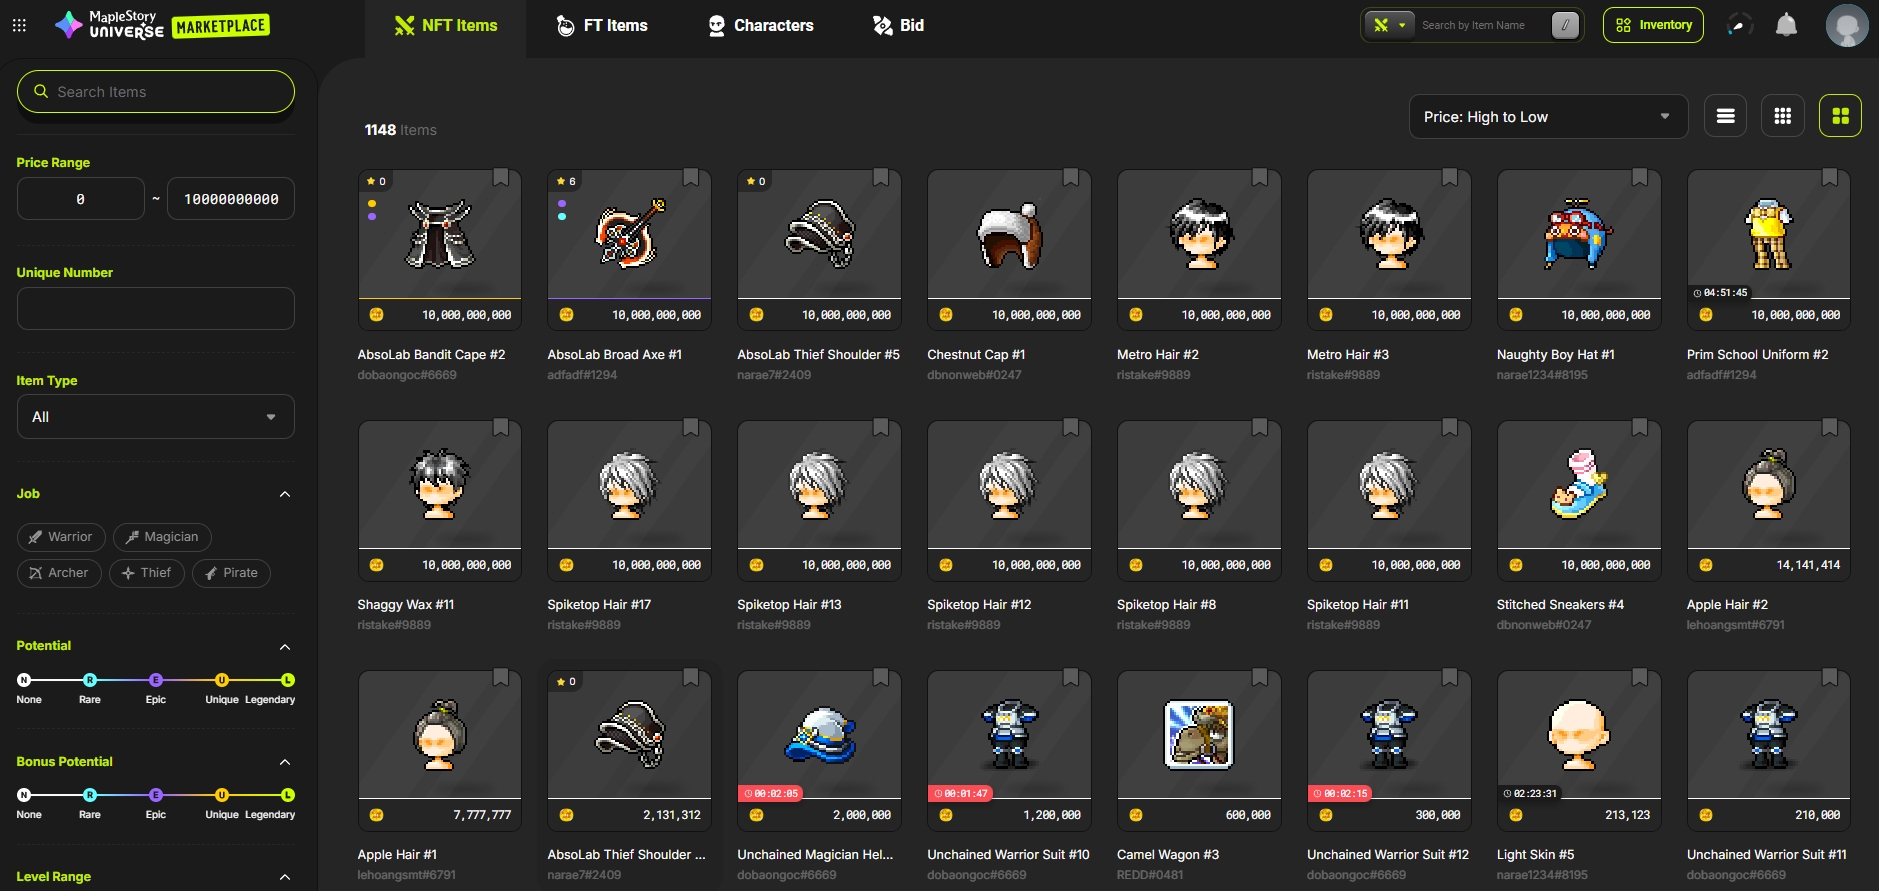 MapleStory
UNIVERSE
MARKETPLACE
NFT Items
FT Items
Characters
Bid
Search by Item Name
/
Inventory
Search Items
Price Range
0 ~ 10000000000
Unique Number
Item Type
All
Job
Warrior
Magician
Archer
Thief
Pirate
Potential
N R E U L
None Rare Epic Unique Legendary
Bonus Potential
N R E U L
None Rare Epic Unique Legendary
Level Range
1148 Items
Price: High to Low
0
10,000,000,000
AbsoLab Bandit Cape #2
dobaongoc#6669
6
10,000,000,000
AbsoLab Broad Axe #1
adfadf#1294
0
10,000,000,000
AbsoLab Thief Shoulder #5
narae7#2409
10,000,000,000
Chestnut Cap #1
dbnonweb#0247
10,000,000,000
Metro Hair #2
ristake#9889
10,000,000,000
Metro Hair #3
ristake#9889
10,000,000,000
Naughty Boy Hat #1
narae1234#8195
04:51:45
10,000,000,000
Prim School Uniform #2
adfadf#1294
10,000,000,000
Shaggy Wax #11
ristake#9889
10,000,000,000
Spiketop Hair #17
ristake#9889
10,000,000,000
Spiketop Hair #13
ristake#9889
10,000,000,000
Spiketop Hair #12
ristake#9889
10,000,000,000
Spiketop Hair #8
ristake#9889
10,000,000,000
Spiketop Hair #11
ristake#9889
10,000,000,000
Stitched Sneakers #4
dbnonweb#0247
14,141,414
Apple Hair #2
lehoangsmt#6791
7,777,777
Apple Hair #1
lehoangsmt#6791
0
2,131,312
AbsoLab Thief Shoulder ...
narae7#2409
00:02:05
2,000,000
Unchained Magician Hel...
dobaongoc#6669
00:01:47
1,200,000
Unchained Warrior Suit #10
dobaongoc#6669
600,000
Camel Wagon #3
REDD#0481
00:02:15
300,000
Unchained Warrior Suit #12
dobaongoc#6669
02:23:31
213,123
Light Skin #5
narae1234#8195
210,000
Unchained Warrior Suit #11
dobaongoc#6669